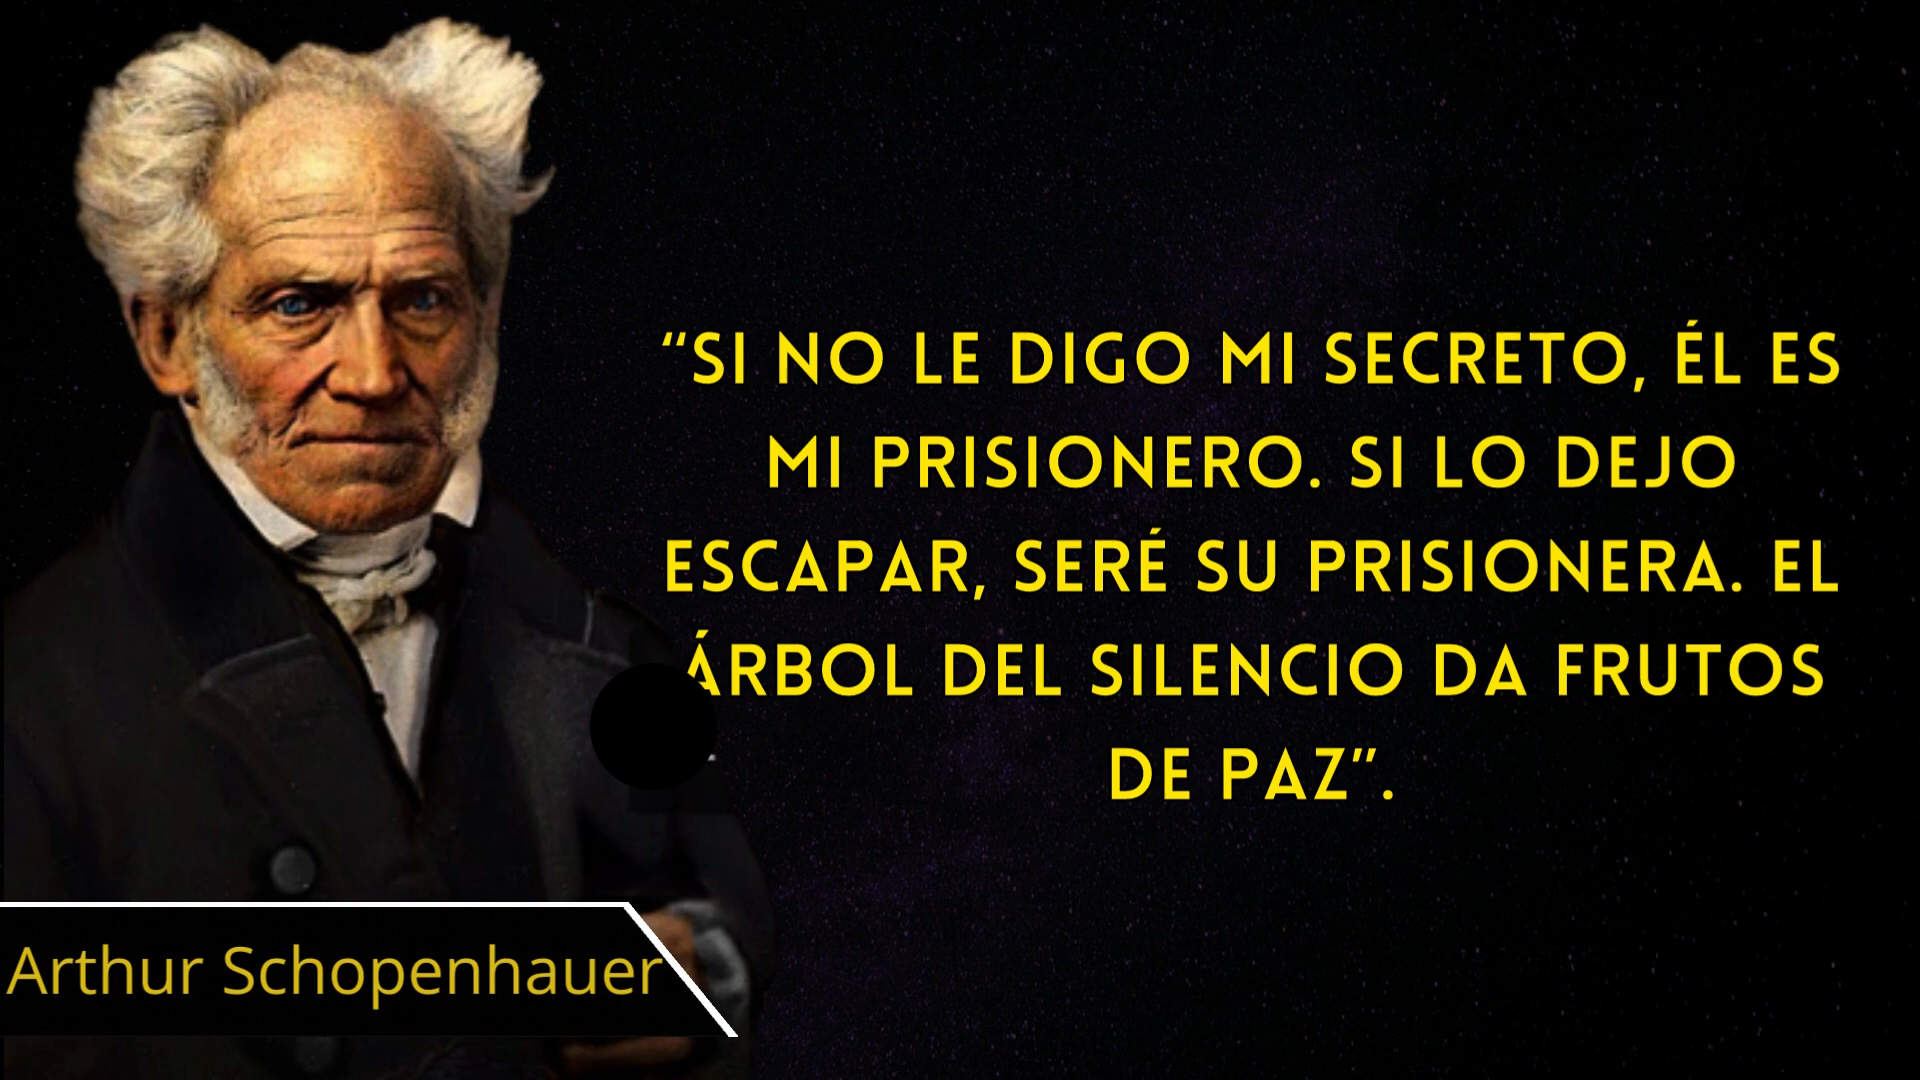 “SI NO LE DIGO MI SECRETO, ÉL ES
MI PRISIONERO. SI LO DEJO
ESCAPAR, SERÉ SU PRISIONERA. EL
ÁRBOL DEL SILENCIO DA FRUTOS
DE PAZ”.
Arthur Schopenhauer